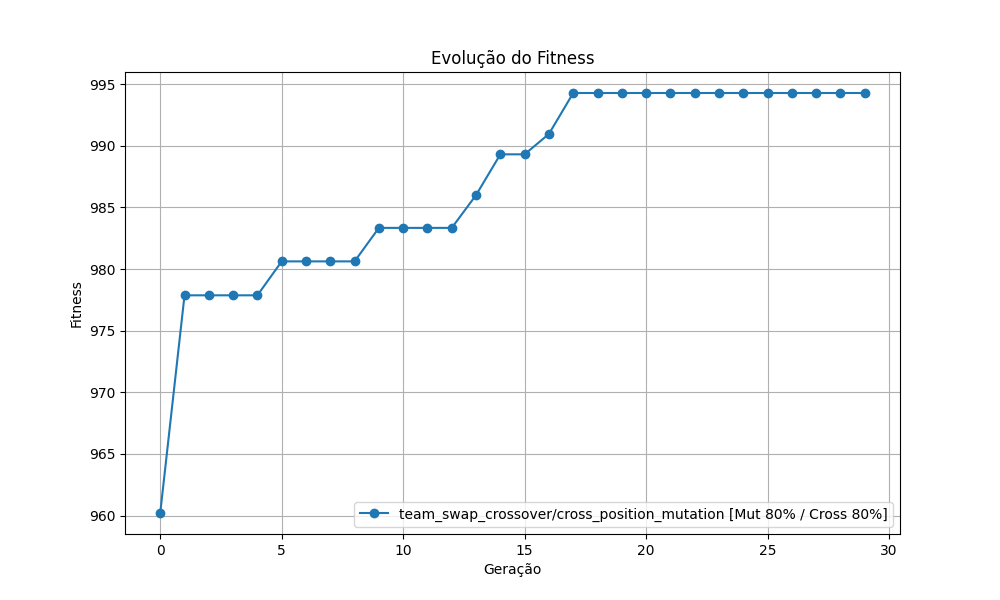 Evolução do Fitness
995
990
985
980
975
970
965
960
Fitness
0 5 10 15 20 25 30
Geração
team_swap_crossover/cross_position_mutation [Mut 80% / Cross 80%]